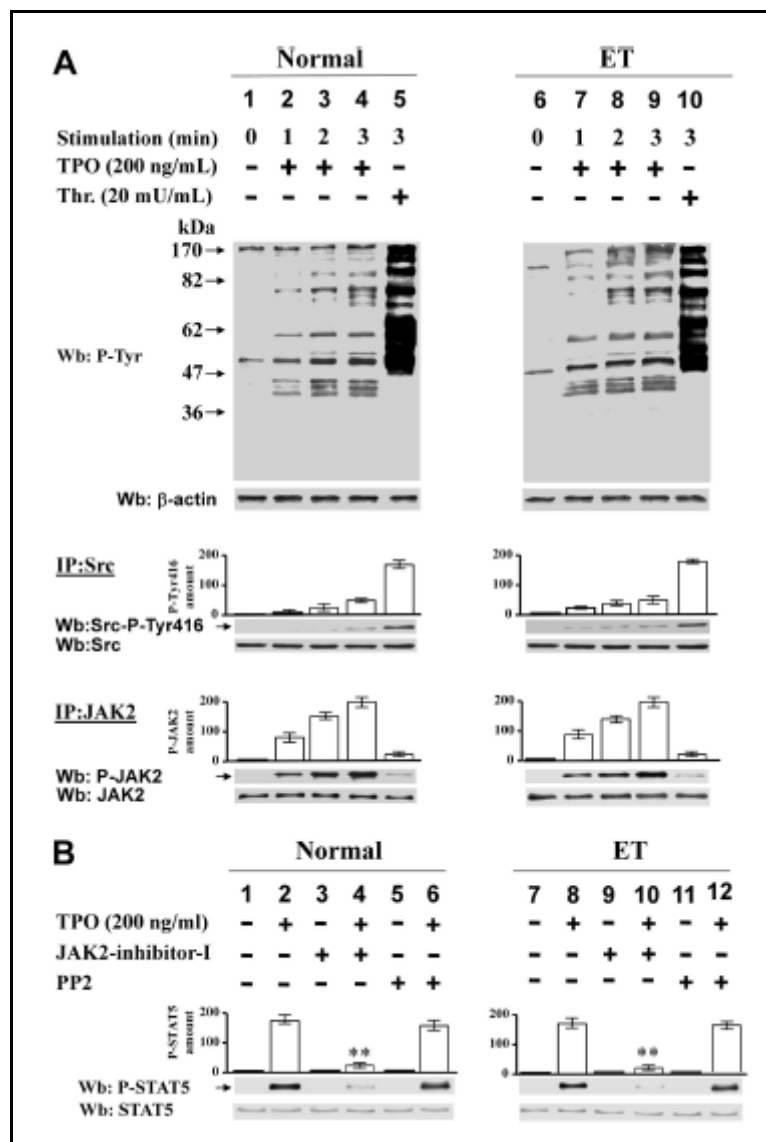 A
Normal ET
1 2 3 4 5 6 7 8 9 10
Stimulation (min) 0 1 2 3 3 0 1 2 3 3
TPO (200 ng/mL) - + + + - - + + + -
Thr. (20 mU/mL) - - - - + - - - - +
kDa
170→
82→
62→
Wb: P-Tyr
47→
36→
Wb: β-actin
IP:Src
P-Tyr416 amount
200 200
100 100
0 0
Wb:Src-P-Tyr416 →
Wb:Src
IP:JAK2
P-JAK2 amount
200 200
100 100
0 0
Wb: P-JAK2 →
Wb: JAK2
B
Normal ET
1 2 3 4 5 6 7 8 9 10 11 12
TPO (200 ng/ml) - + - + - + - + - + - +
JAK2-inhibitor-I - - + + - - - - + + - -
PP2 - - - - + + - - - - + +
P-STAT5 amount
200 200
100 100
** **
0 0
Wb: P-STAT5 →
Wb: STAT5